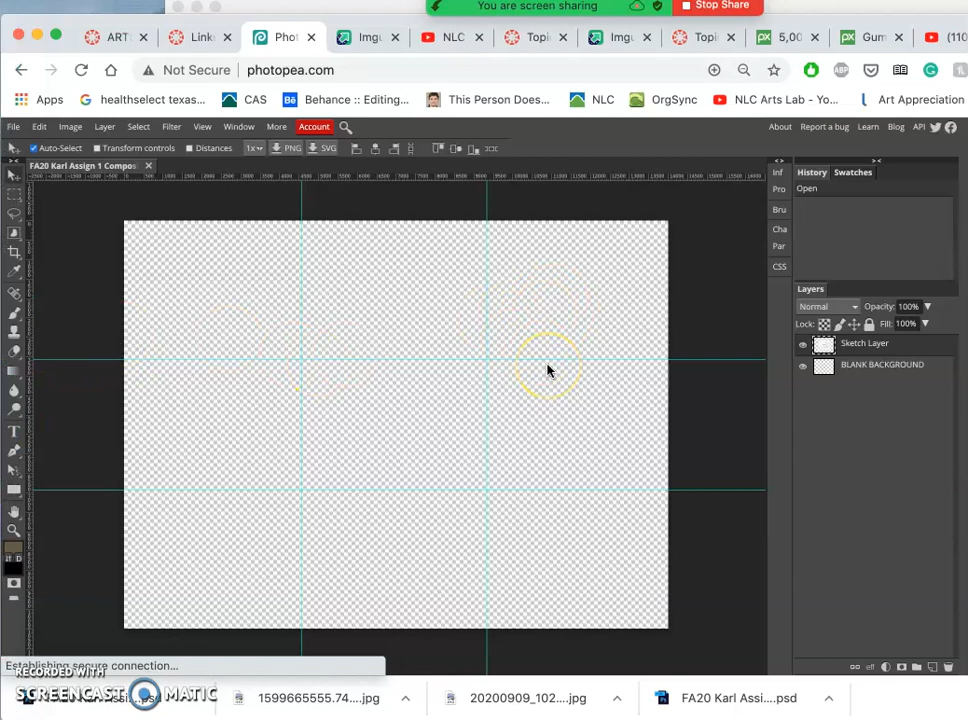 You are screen sharing
Stop Share
ART:
Link:
Phot
Imgu
NLC
Topi
Imgu
Topi
5,00
Gum
(110
Not Secure
photopea.com
Apps
healthselect texas...
CAS
Behance :: Editing...
This Person Does...
NLC
OrgSync
NLC Arts Lab - Yo...
Art Appreciation
File Edit Image Layer Select Filter View Window More Account
About Report a bug Learn Blog API
Auto-Select Transform controls Distances 1x PNG SVG
FA20 Karl Assign 1 Compos
Inf
Pro
Bru
Cha
Par
CSS
History Swatches
Open
Layers
Normal Opacity: 100%
Lock: Fill: 100%
Sketch Layer
BLANK BACKGROUND
Establishing secure connection...
RECORDED WITH
SCREENCAST MATIC
1599665555.74....jpg
20200909_102....jpg
FA20 Karl Assi....psd